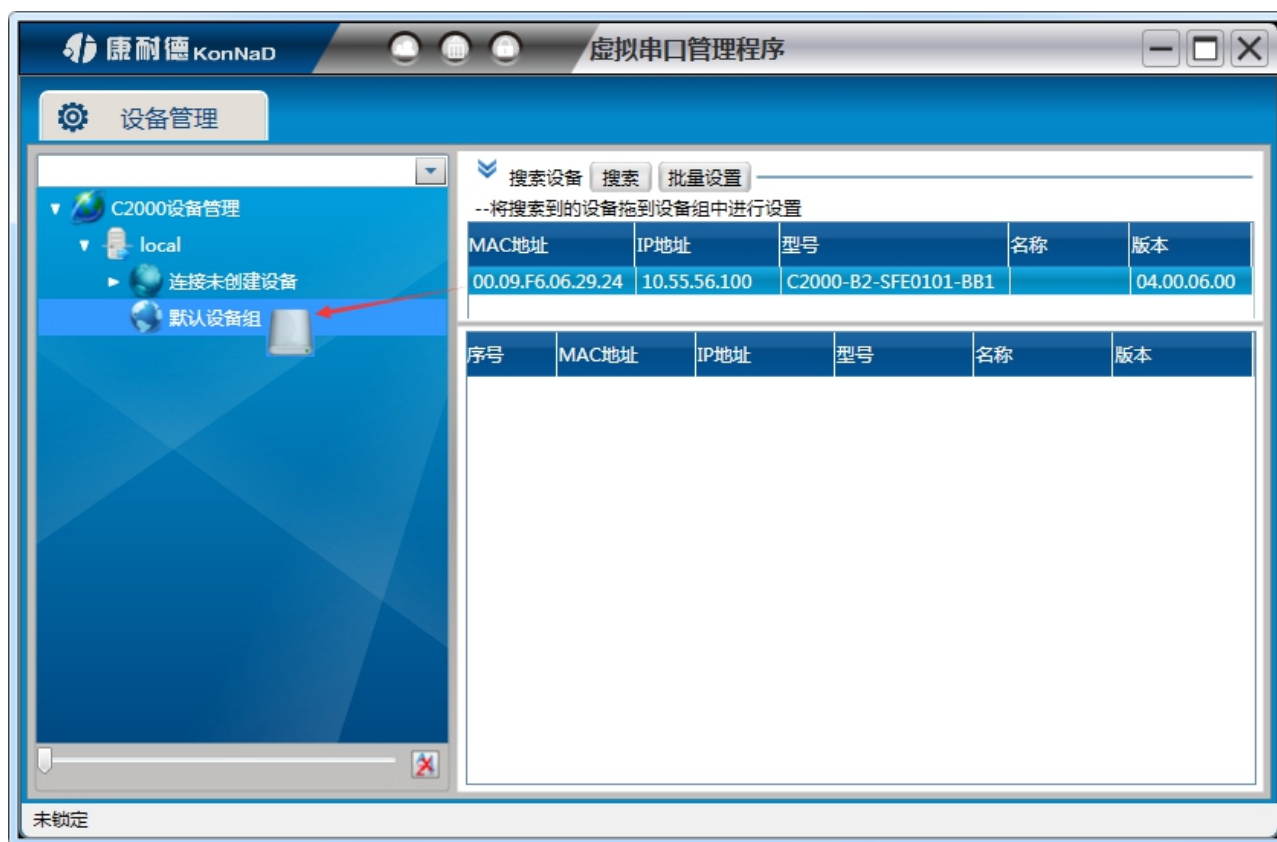 康耐德 KonNaD
虚拟串口管理程序
设备管理
C2000设备管理
local
连接未创建设备
默认设备组
搜索设备 搜索 批量设置
--将搜索到的设备拖到设备组中进行设置
MAC地址 IP地址 型号 名称 版本
00.09.F6.06.29.24 10.55.56.100 C2000-B2-SFE0101-BB1 04.00.06.00
序号 MAC地址 IP地址 型号 名称 版本
未锁定